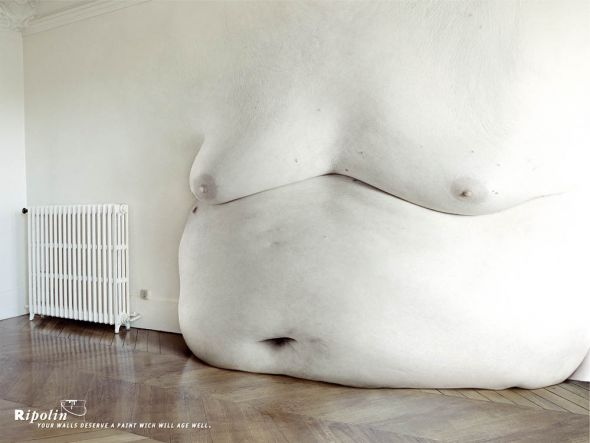 Ripolin
YOUR WALLS DESERVE A PAINT WICH WILL AGE WELL.